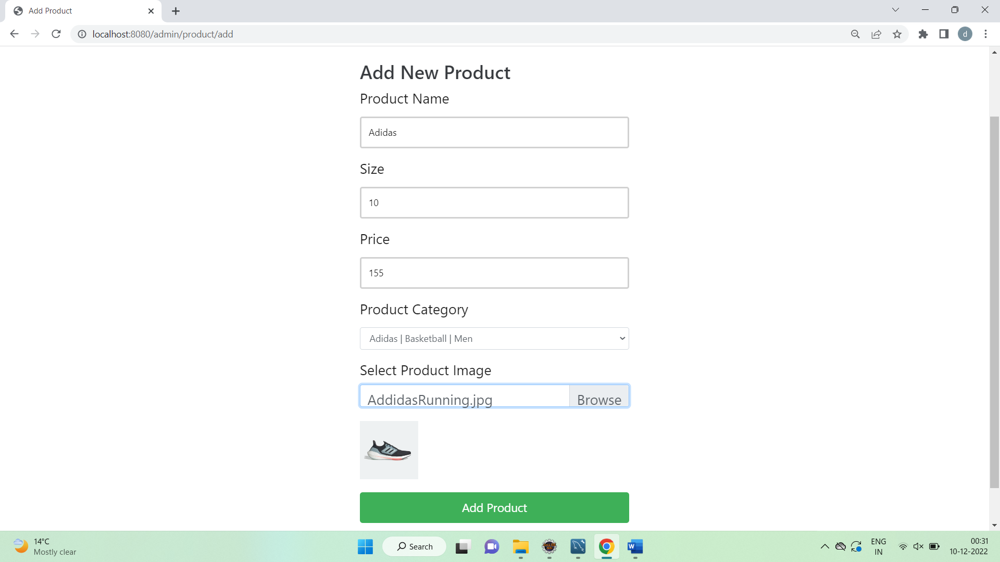 Add Product
localhost:8080/admin/product/add
d
Add New Product
Product Name
Adidas
Size
10
Price
155
Product Category
Adidas | Basketball | Men
Select Product Image
AddidasRunning.jpg Browse
Add Product
14°C
Mostly clear
Search
W
ENG
IN
00:31
10-12-2022